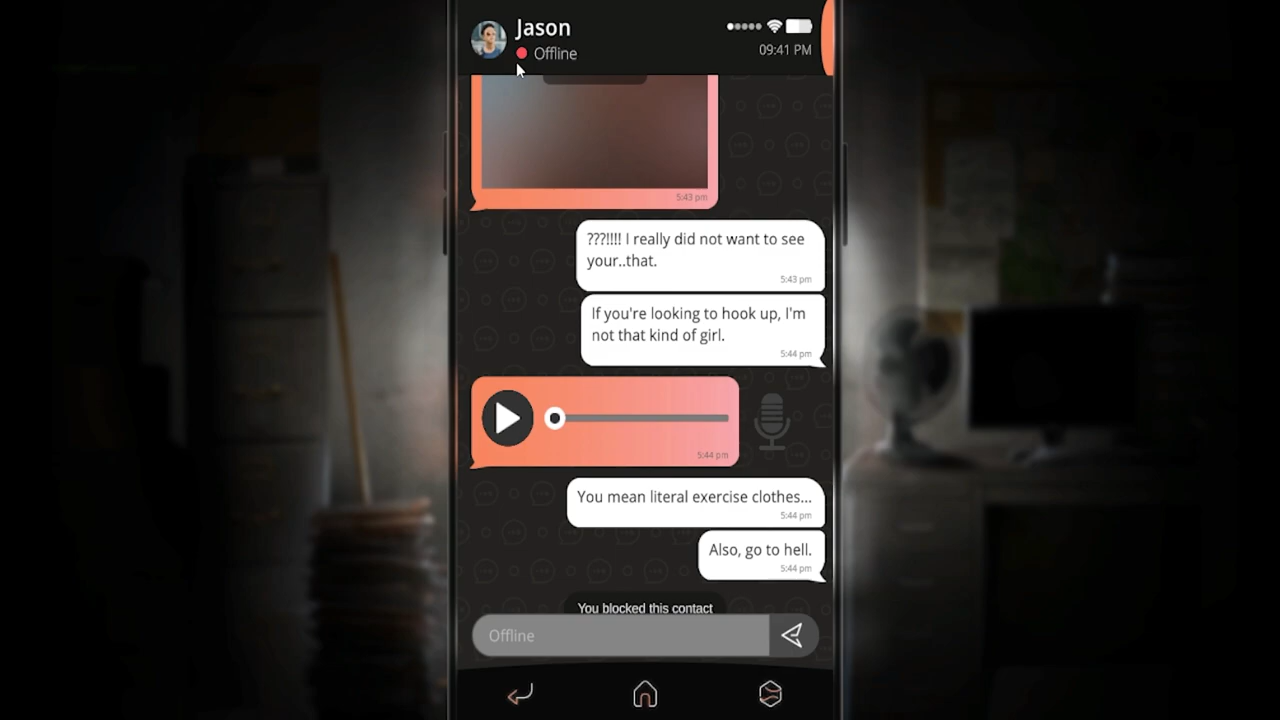 Jason
Offline
09:41 PM
5:43 pm
???!!!! I really did not want to see
your..that.
5:43 pm
If you're looking to hook up, I'm
not that kind of girl.
5:44 pm
5:44 pm
You mean literal exercise clothes...
5:44 pm
Also, go to hell.
5:44 pm
You blocked this contact
Offline